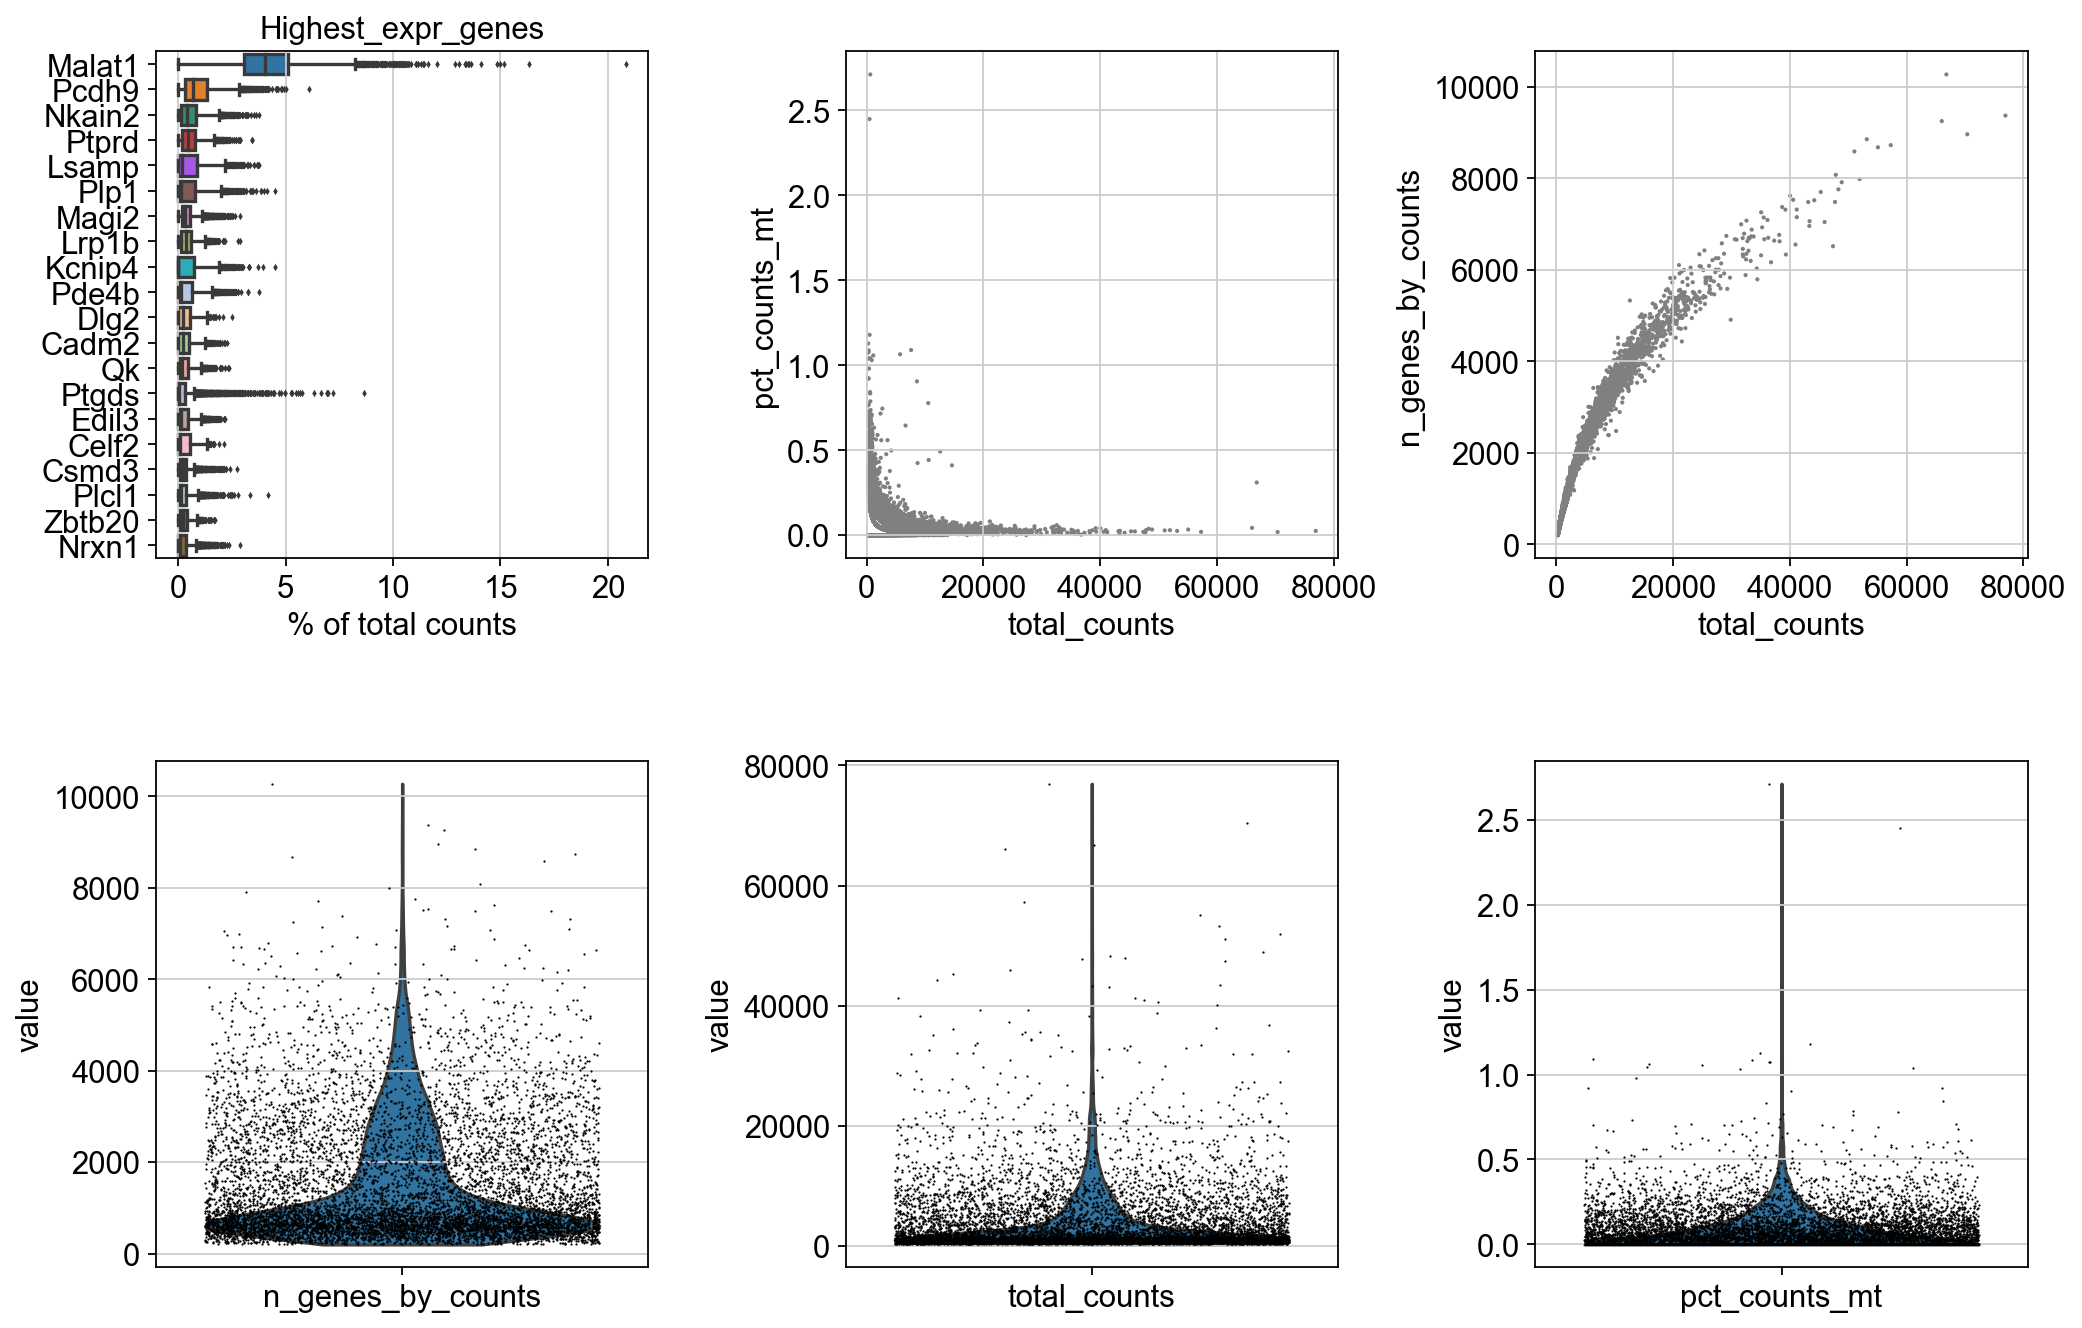 Highest_expr_genes
Malat1
Pcdh9
Nkain2
Ptprd
Lsamp
Plp1
Magi2
Lrp1b
Kcnip4
Pde4b
Dlg2
Cadm2
Qk
Ptgds
Edil3
Celf2
Csmd3
Plcl1
Zbtb20
Nrxn1
0 5 10 15 20
% of total counts
pct_counts_mt
2.5
2.0
1.5
1.0
0.5
0.0
0 20000 40000 60000 80000
total_counts
n_genes_by_counts
10000
8000
6000
4000
2000
0
0 20000 40000 60000 80000
total_counts
value
10000
8000
6000
4000
2000
0
n_genes_by_counts
value
80000
60000
40000
20000
0
total_counts
value
2.5
2.0
1.5
1.0
0.5
0.0
pct_counts_mt